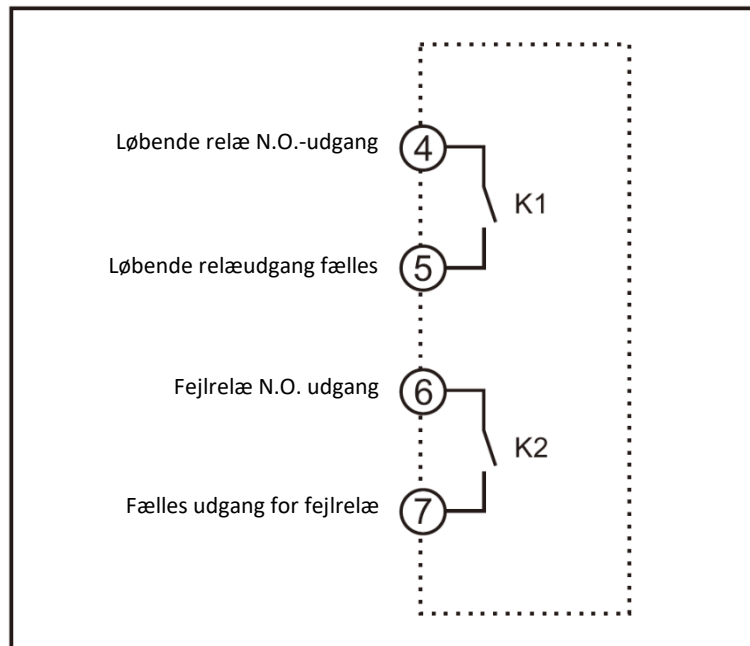 Løbende relæ N.O.-udgang
4
K1
Løbende relæudgang fælles
5
Fejlrelæ N.O. udgang
6
K2
Fælles udgang for fejlrelæ
7